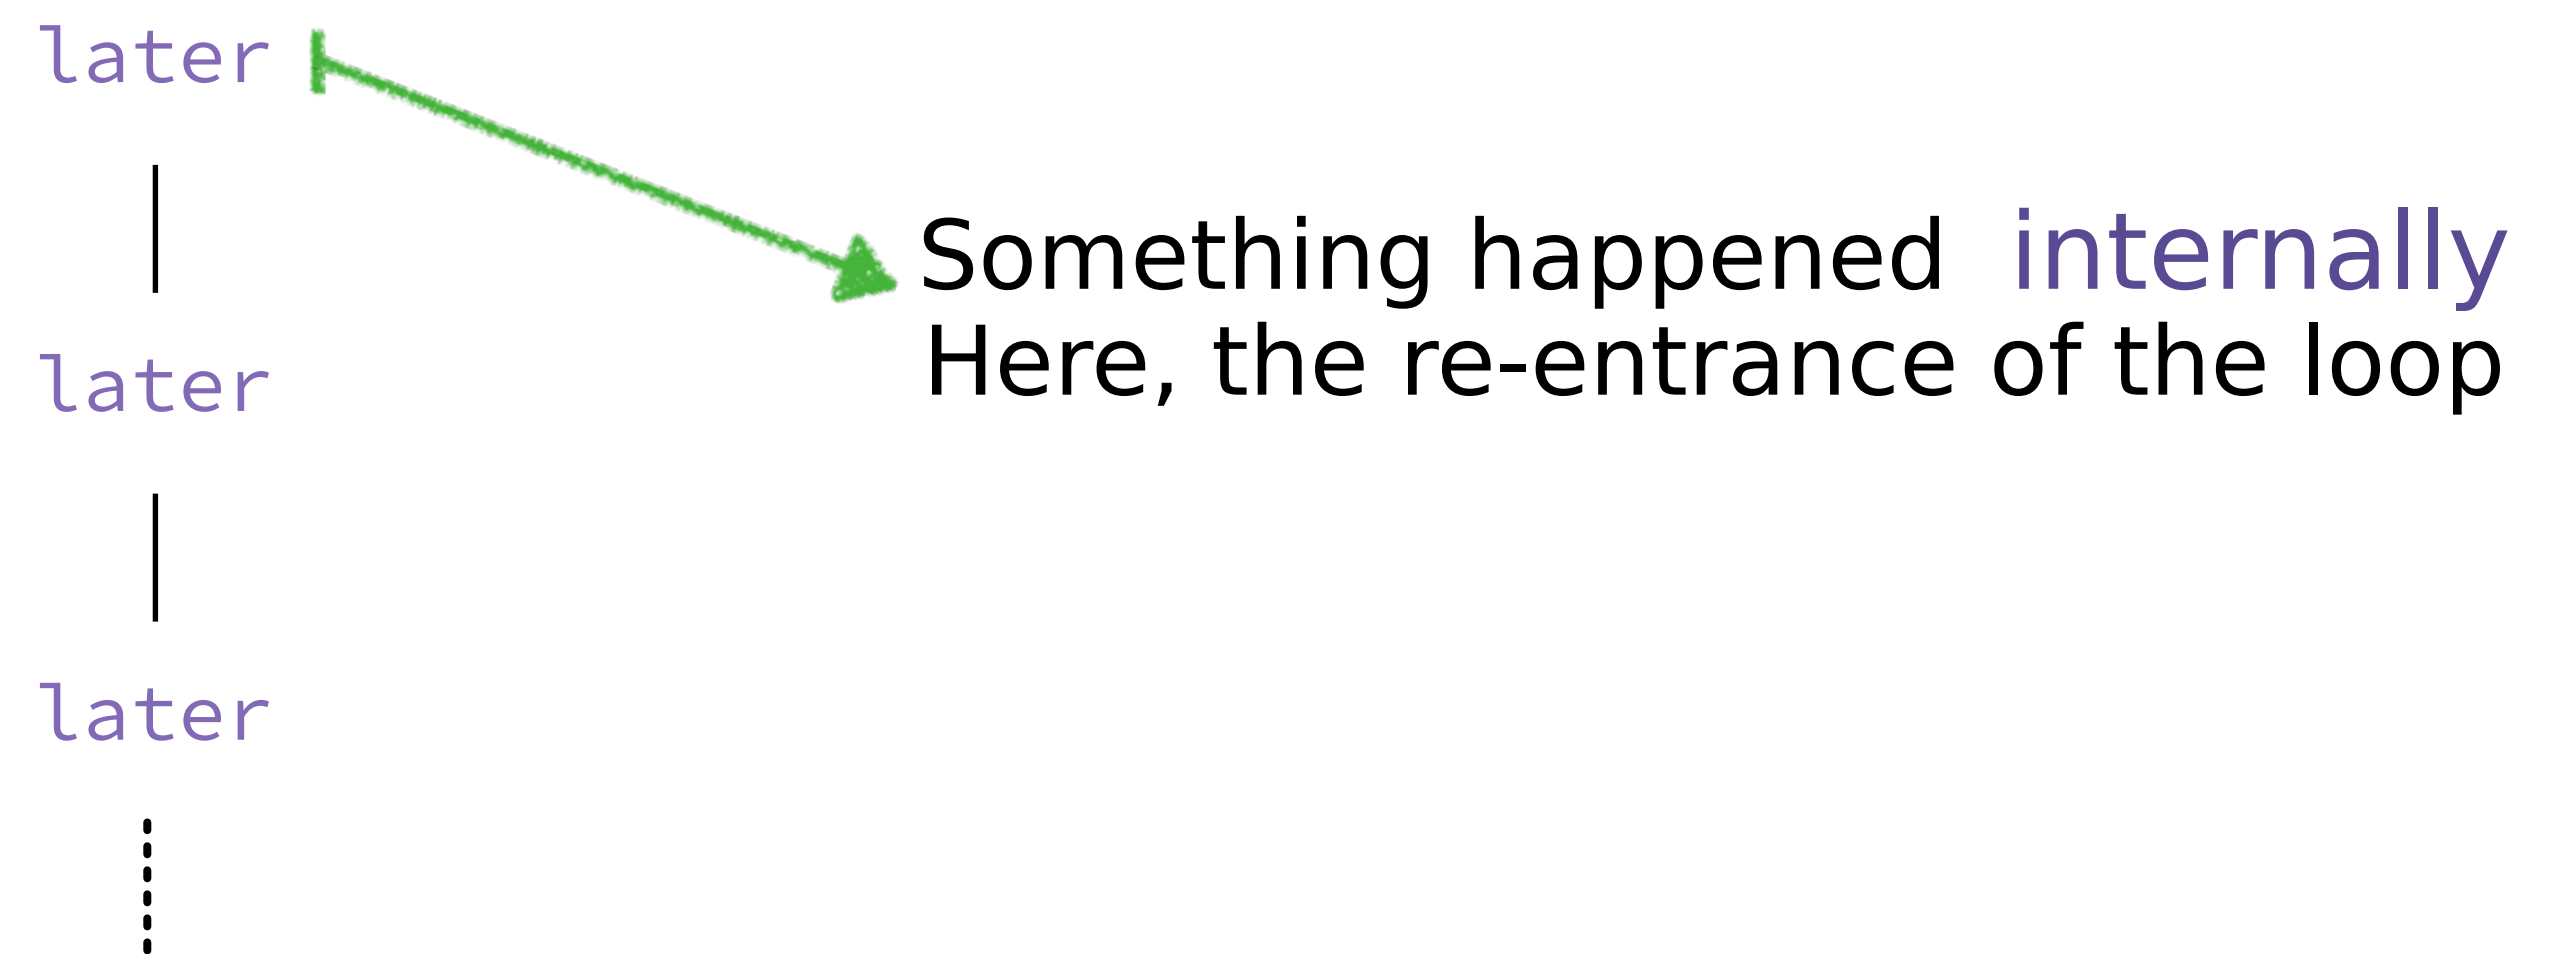 later
Something happened internally
Here, the re-entrance of the loop
later
later